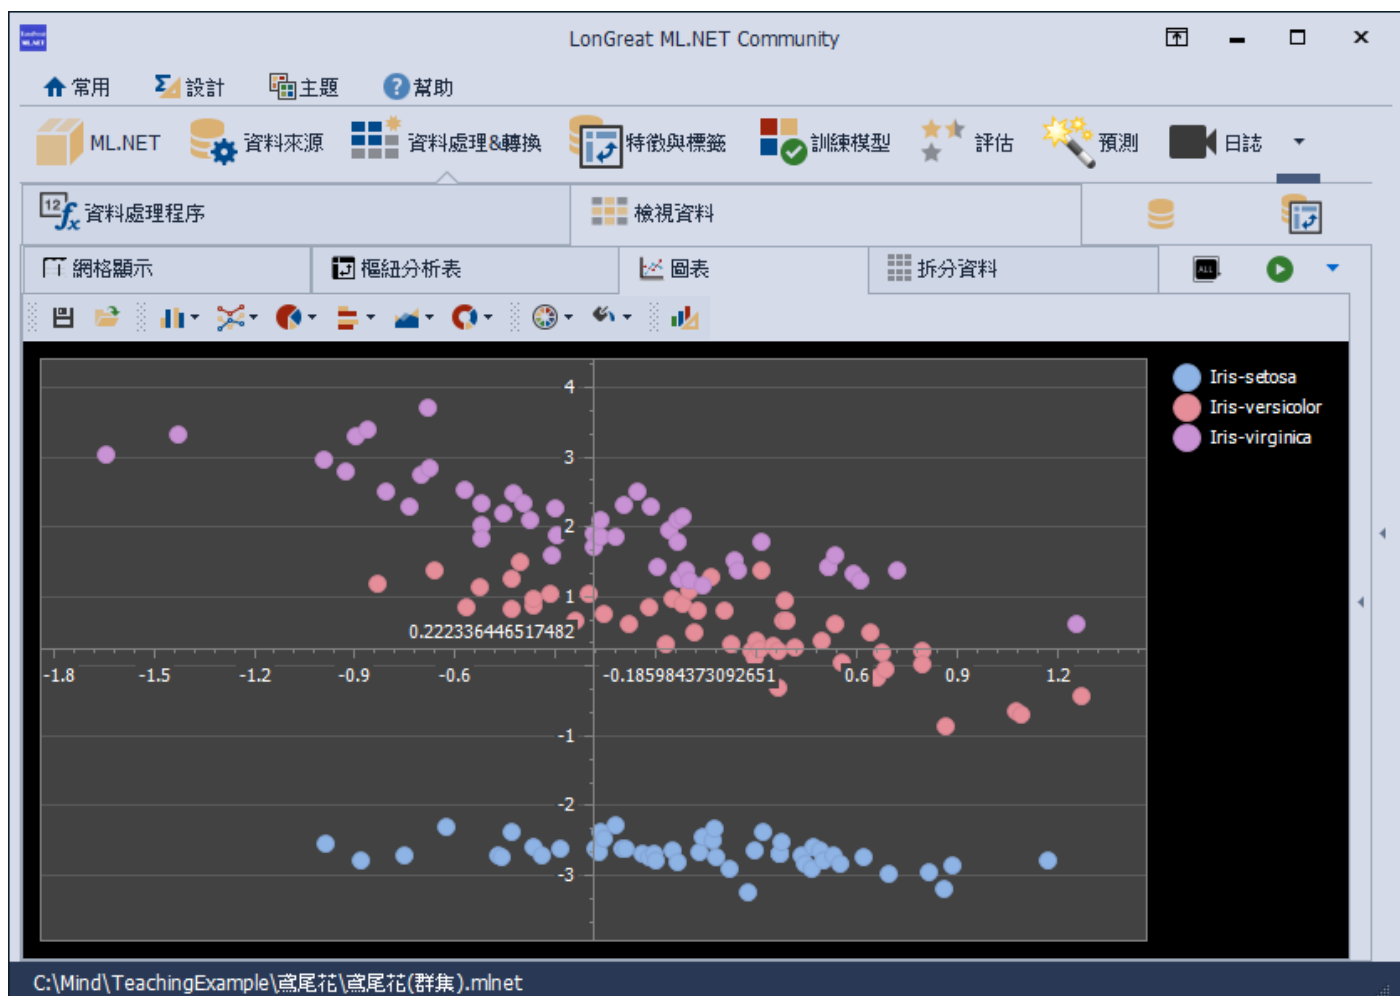 LonGreat ML.NET Community
常用 設計 主題 幫助
ML.NET 資料來源 資料處理&轉換 特徵與標籤 訓練模型 評估 預測 日誌
資料處理程序 檢視資料
網格顯示 樞紐分析表 圖表 拆分資料 ALL
Iris-setosa
Iris-versicolor
Iris-virginica
4
3
2
1
0.222336446517482
-1.8 -1.5 -1.2 -0.9 -0.6 -0.185984373092651 0.6 0.9 1.2
-1
-2
-3
C:\Mind\TeachingExample\鳶尾花\鳶尾花(群集).mlnet